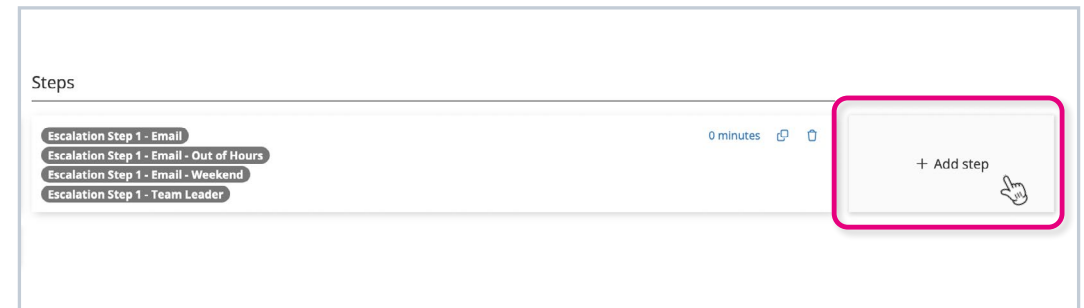 Steps
Escalation Step 1 - Email
0 minutes
Escalation Step 1 - Email - Out of Hours
Escalation Step 1 - Email - Weekend
Escalation Step 1 - Team Leader
+ Add step